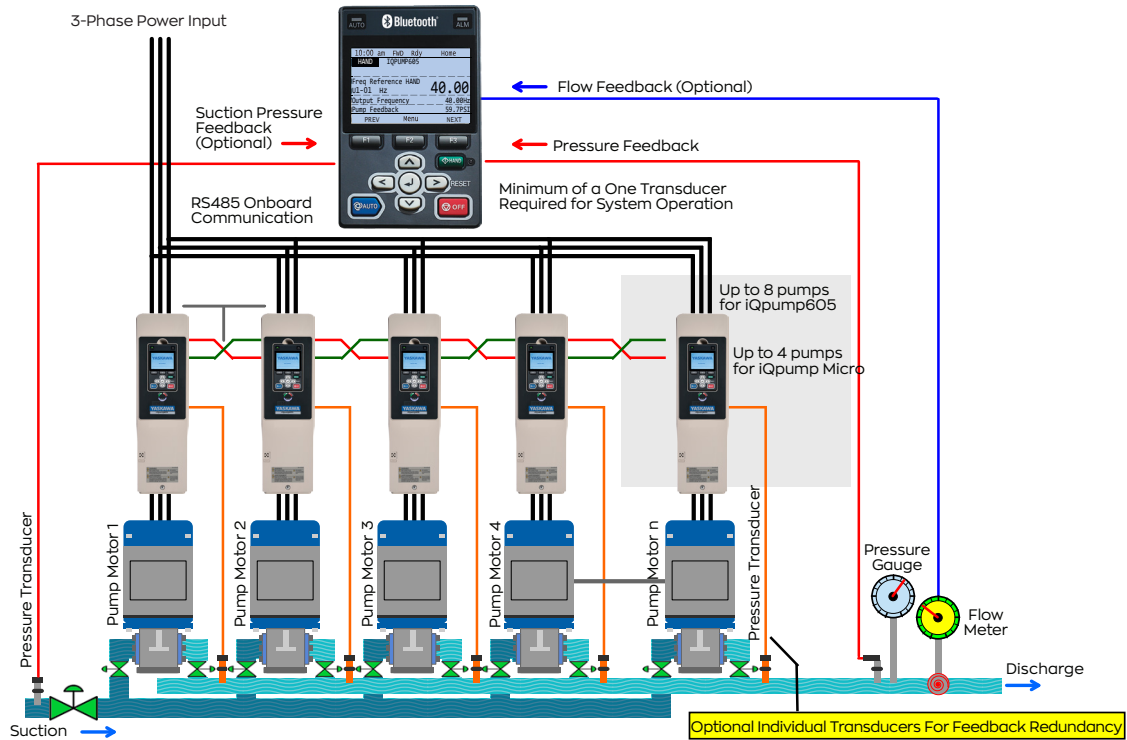 3-Phase Power Input
AUTO
Bluetooth
ALM
10:00 am FWD Rdy Home
HAND IQPUMP605
Freq Reference HAND
U1-01 Hz 40.00
Output Frequency 40.00Hz
Pump Feedback 59.7PSI
PREV Menu NEXT
F1 F2 F3
HAND
RESET
AUTO
OFF
Suction Pressure
Feedback
(Optional)
Flow Feedback (Optional)
Pressure Feedback
RS485 Onboard
Communication
Minimum of a One Transducer
Required for System Operation
Up to 8 pumps
for iQpump605
Up to 4 pumps
for iQpump Micro
YASKAWA
YASKAWA
YASKAWA
YASKAWA
YASKAWA
Pressure Transducer
Pump Motor 1
Pump Motor 2
Pump Motor 3
Pump Motor 4
Pump Motor n
Pressure Transducer
Pressure
Gauge
Flow
Meter
Discharge
Suction
Optional Individual Transducers For Feedback Redundancy